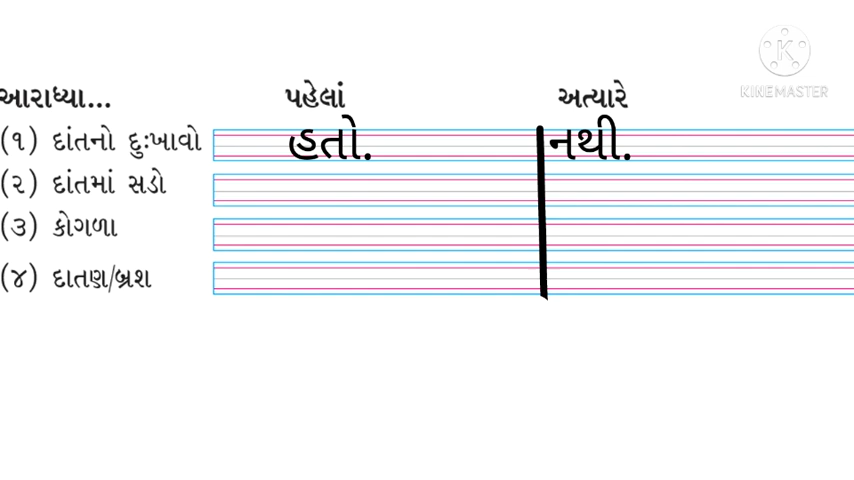 KINEMASTER
આરાધ્યા... પહેલાં અત્યારે
(૧) દાંતનો દુઃખાવો હતો. નથી.
(૨) દાંતમાં સડો
(૩) કોગળા
(૪) દાતણ/બ્રશ